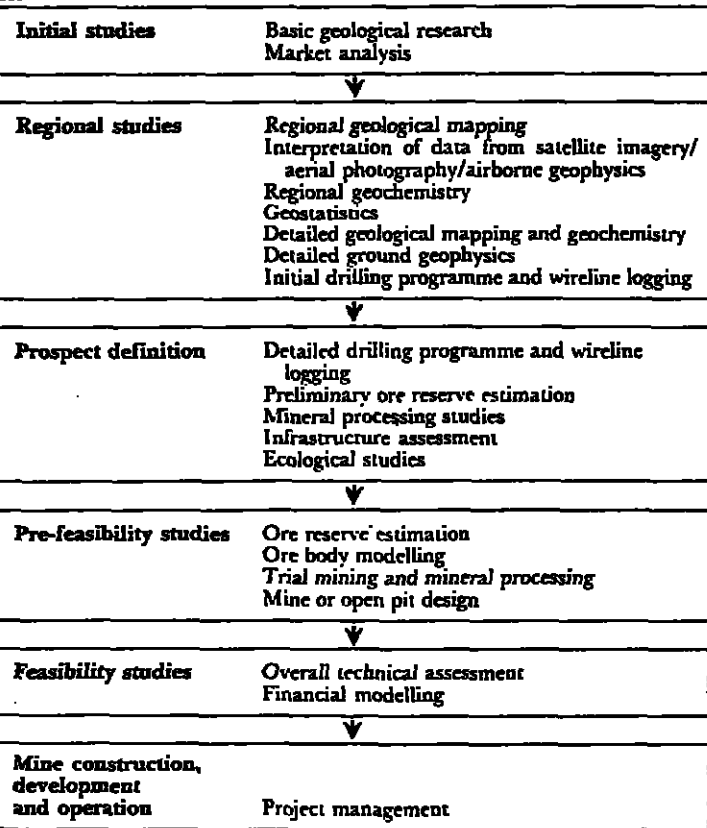 Initial studies Basic geological research
Market analysis
Regional studies Regional geological mapping
Interpretation of data from satellite imagery/
aerial photography/airborne geophysics
Regional geochemistry
Geostatistics
Detailed geological mapping and geochemistry
Detailed ground geophysics
Initial drilling programme and wireline logging
Prospect definition Detailed drilling programme and wireline
logging
Preliminary ore reserve estimation
Mineral processing studies
Infrastructure assessment
Ecological studies
Pre-feasibility studies Ore reserve estimation
Ore body modelling
Trial mining and mineral processing
Mine or open pit design
Feasibility studies Overall technical assessment
Financial modelling
Mine construction,
development
and operation Project management